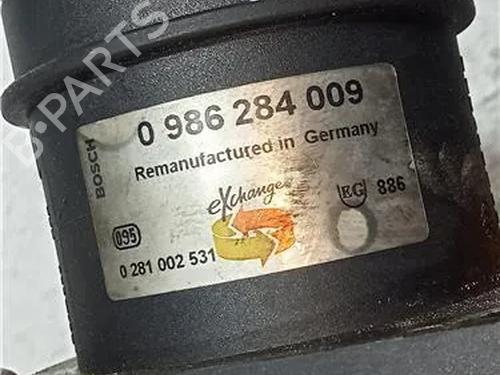 B-PARTS
BOSCH
0 986 284 009
Remanufactured in Germany
eXchange
EG 886
095
0 281 002 531